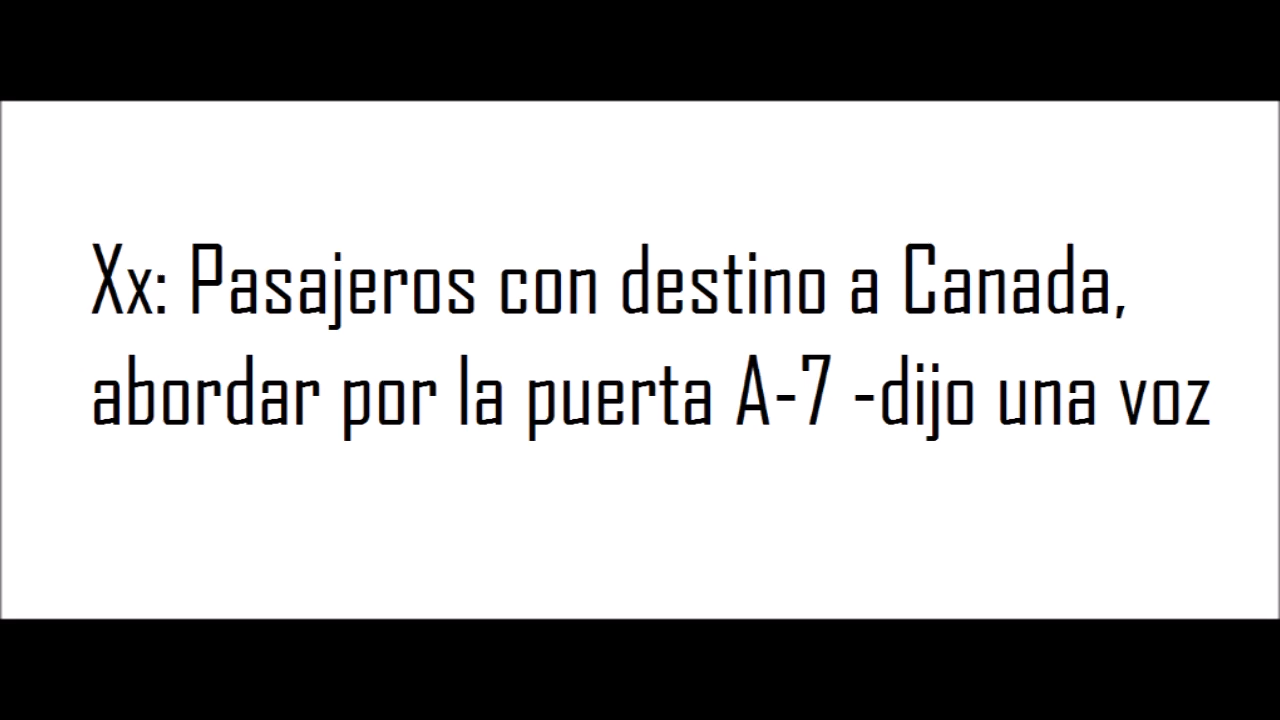 Xx: Pasajeros con destino a Canada,
abordar por la puerta A-7 -dijo una voz